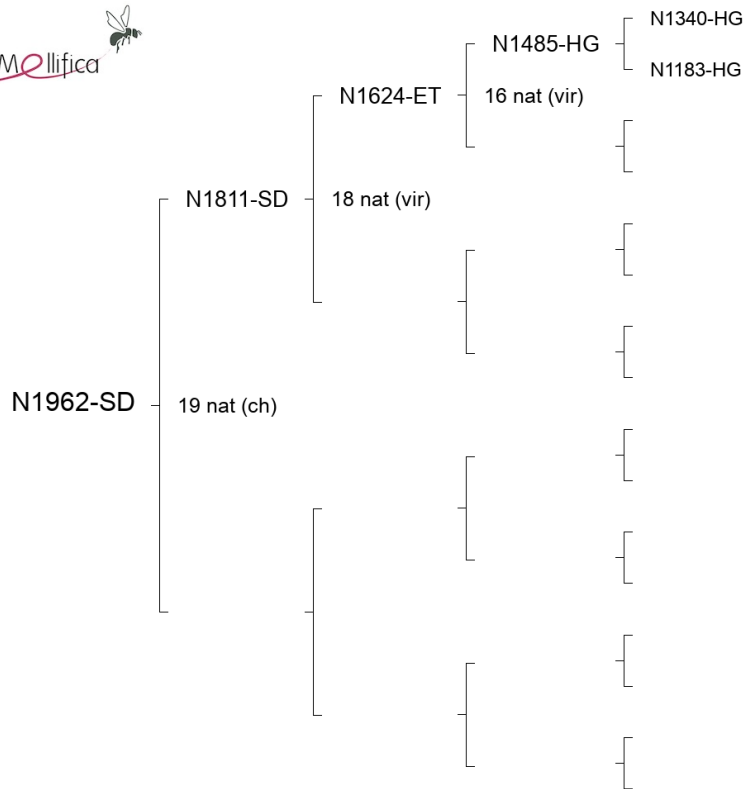 Mellifica
N1340-HG
N1485-HG
N1183-HG
N1624-ET
16 nat (vir)
N1811-SD
18 nat (vir)
N1962-SD
19 nat (ch)